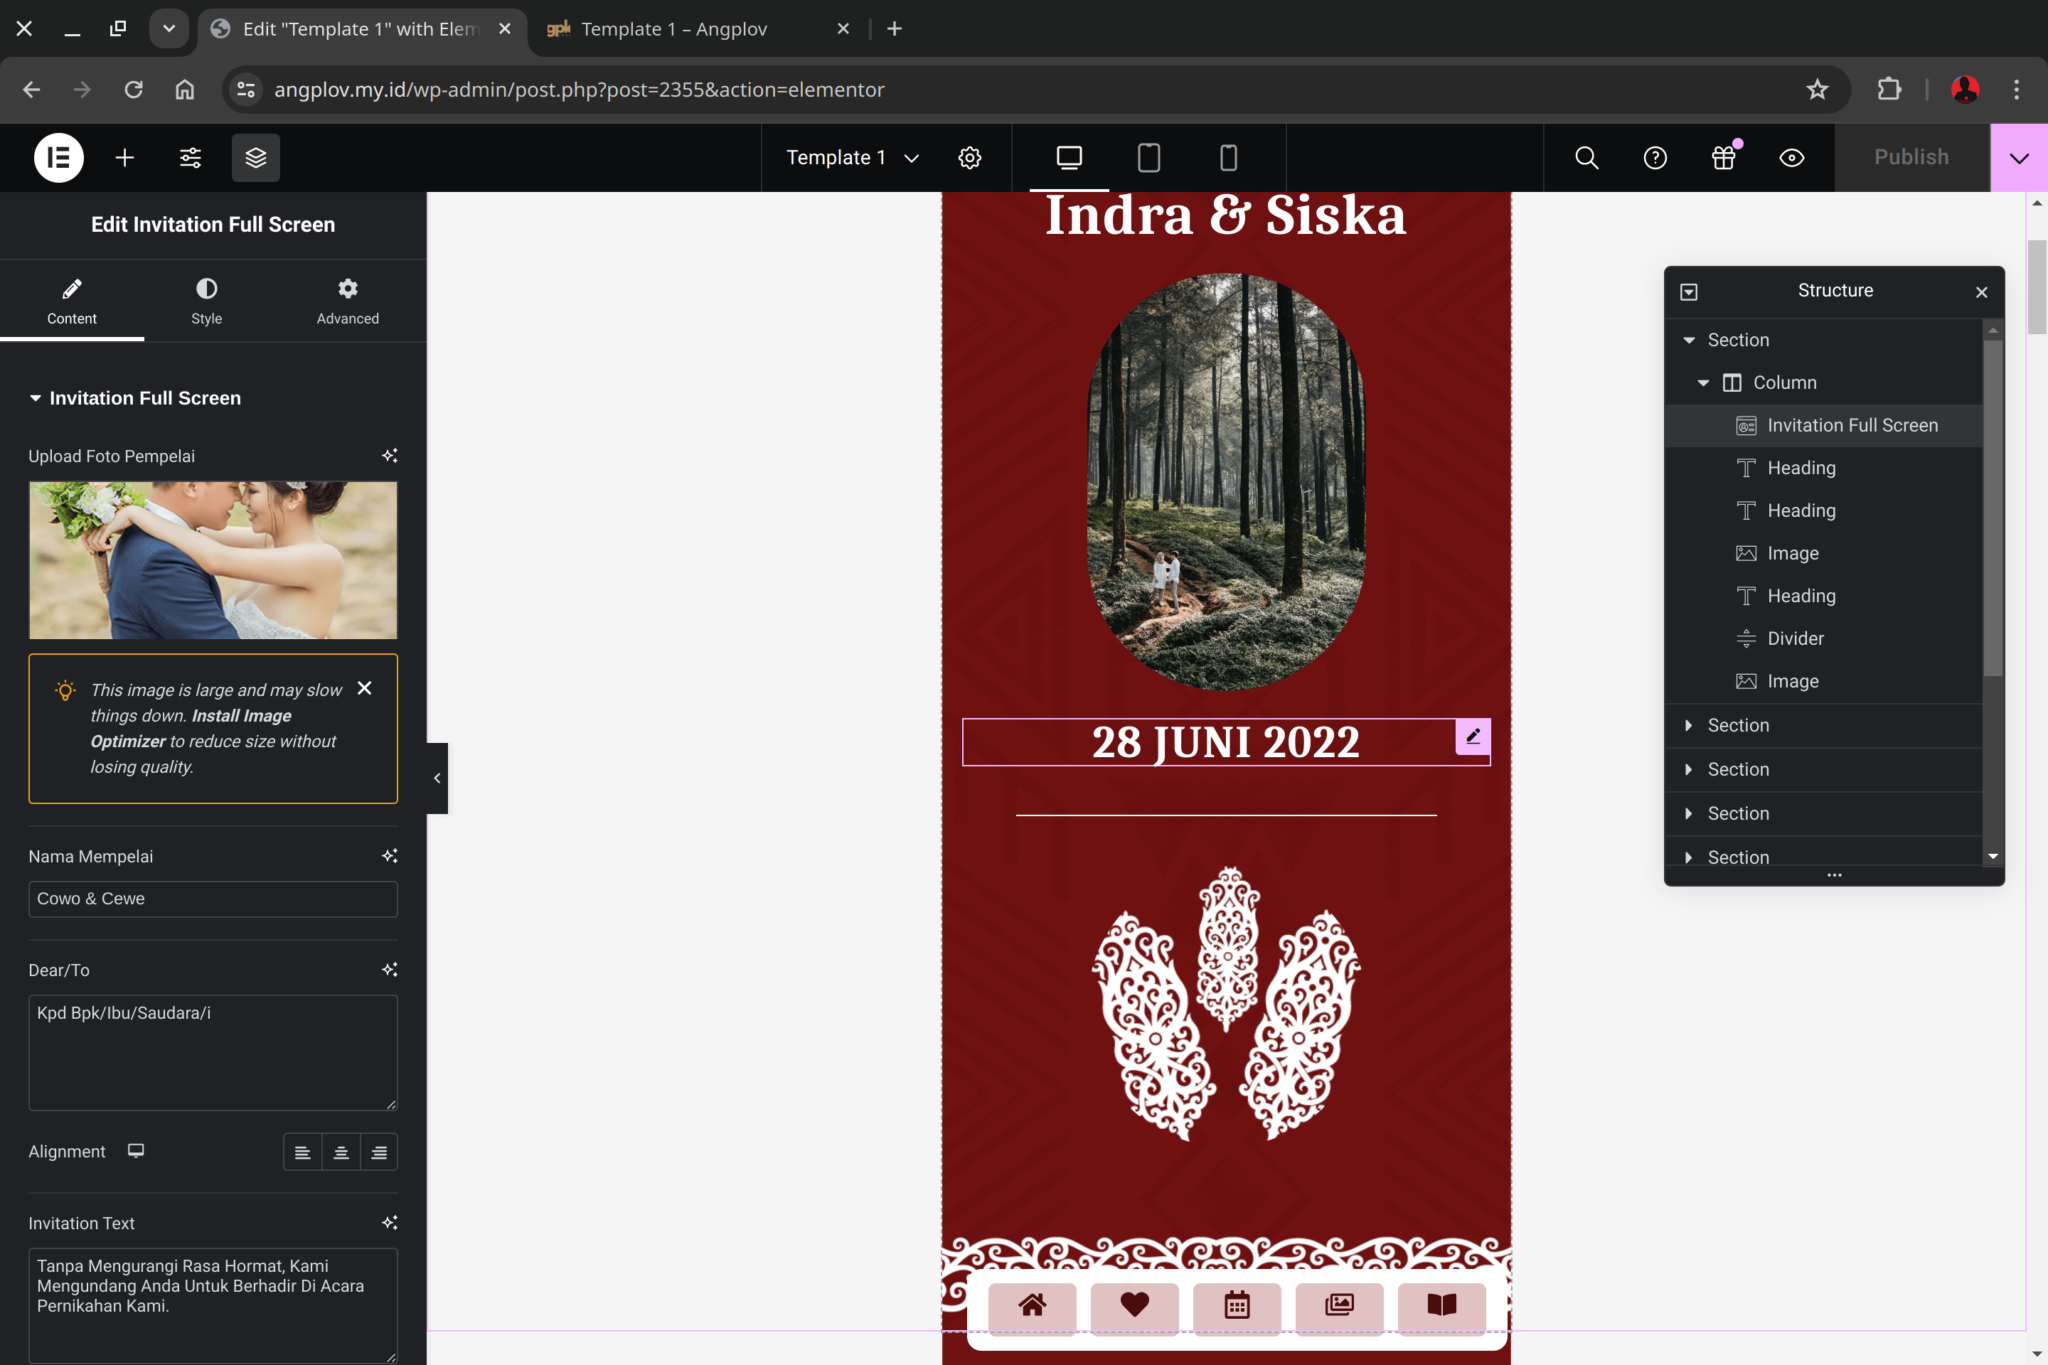 Edit "Template 1" with Elem
Template 1 – Angplov
angplov.my.id/wp-admin/post.php?post=2355&action=elementor
Template 1
Publish
Edit Invitation Full Screen
Content
Style
Advanced
Invitation Full Screen
Upload Foto Pempelai
This image is large and may slow
things down. Install Image
Optimizer to reduce size without
losing quality.
Nama Mempelai
Cowo & Cewe
Dear/To
Kpd Bpk/Ibu/Saudara/i
Alignment
Invitation Text
Tanpa Mengurangi Rasa Hormat, Kami
Mengundang Anda Untuk Berhadir Di Acara
Pernikahan Kami.
Indra & Siska
28 JUNI 2022
Structure
Section
Column
Invitation Full Screen
Heading
Heading
Image
Heading
Divider
Image
Section
Section
Section
Section